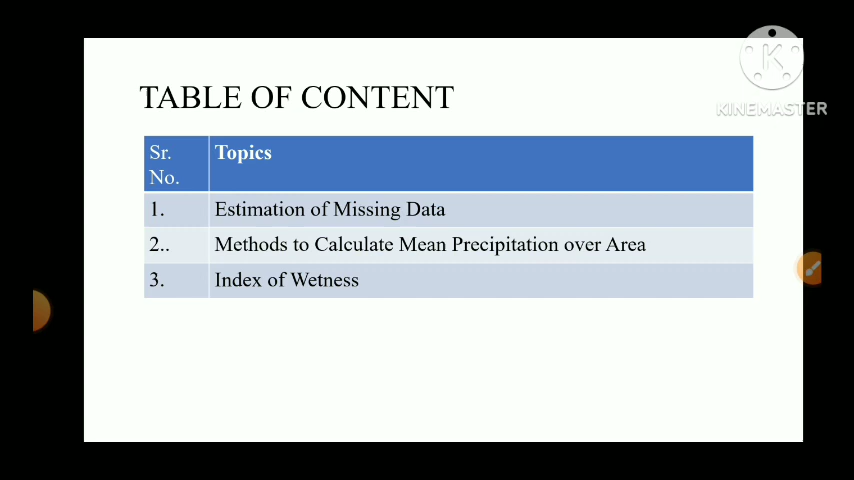 KINEMASTER
TABLE OF CONTENT
Sr. No.
Topics
1.
Estimation of Missing Data
2..
Methods to Calculate Mean Precipitation over Area
3.
Index of Wetness